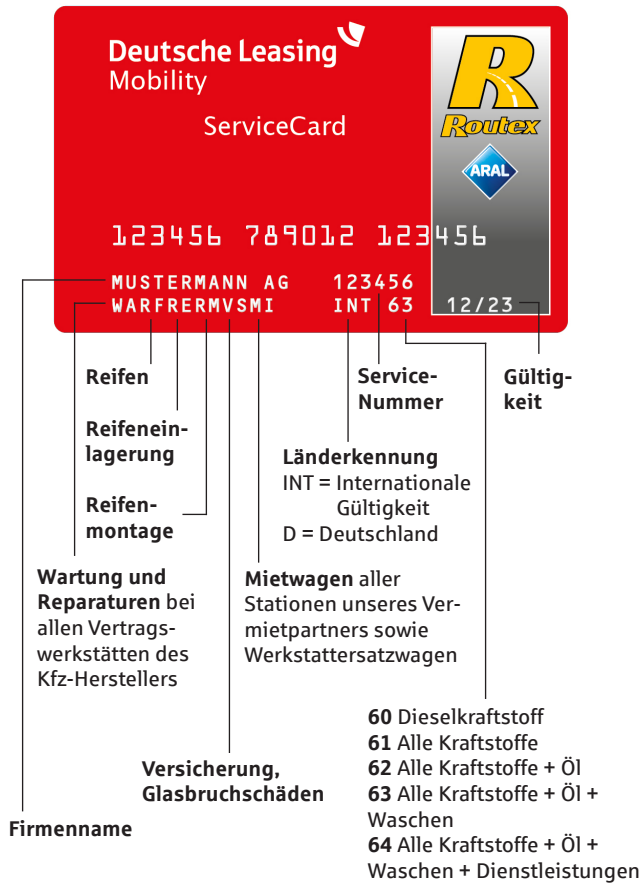 Deutsche Leasing
Mobility
ServiceCard
R
Routex
ARAL
123456 789012 123456
MUSTERMANN AG 123456
WARFRERMVSMI INT 63 12/23
Reifen
Service-
Nummer
Gültig-
keit
Reifenein-
lagerung
Länderkennung
INT = Internationale
Gültigkeit
D = Deutschland
Reifen-
montage
Wartung und
Reparaturen bei
allen Vertrags-
werkstätten des
Kfz-Herstellers
Mietwagen aller
Stationen unseres Ver-
mietpartners sowie
Werkstattersatzwagen
60 Dieselkraftstoff
61 Alle Kraftstoffe
62 Alle Kraftstoffe + Öl
63 Alle Kraftstoffe + Öl +
Waschen
64 Alle Kraftstoffe + Öl +
Waschen + Dienstleistungen
Versicherung,
Glasbruchschäden
Firmenname